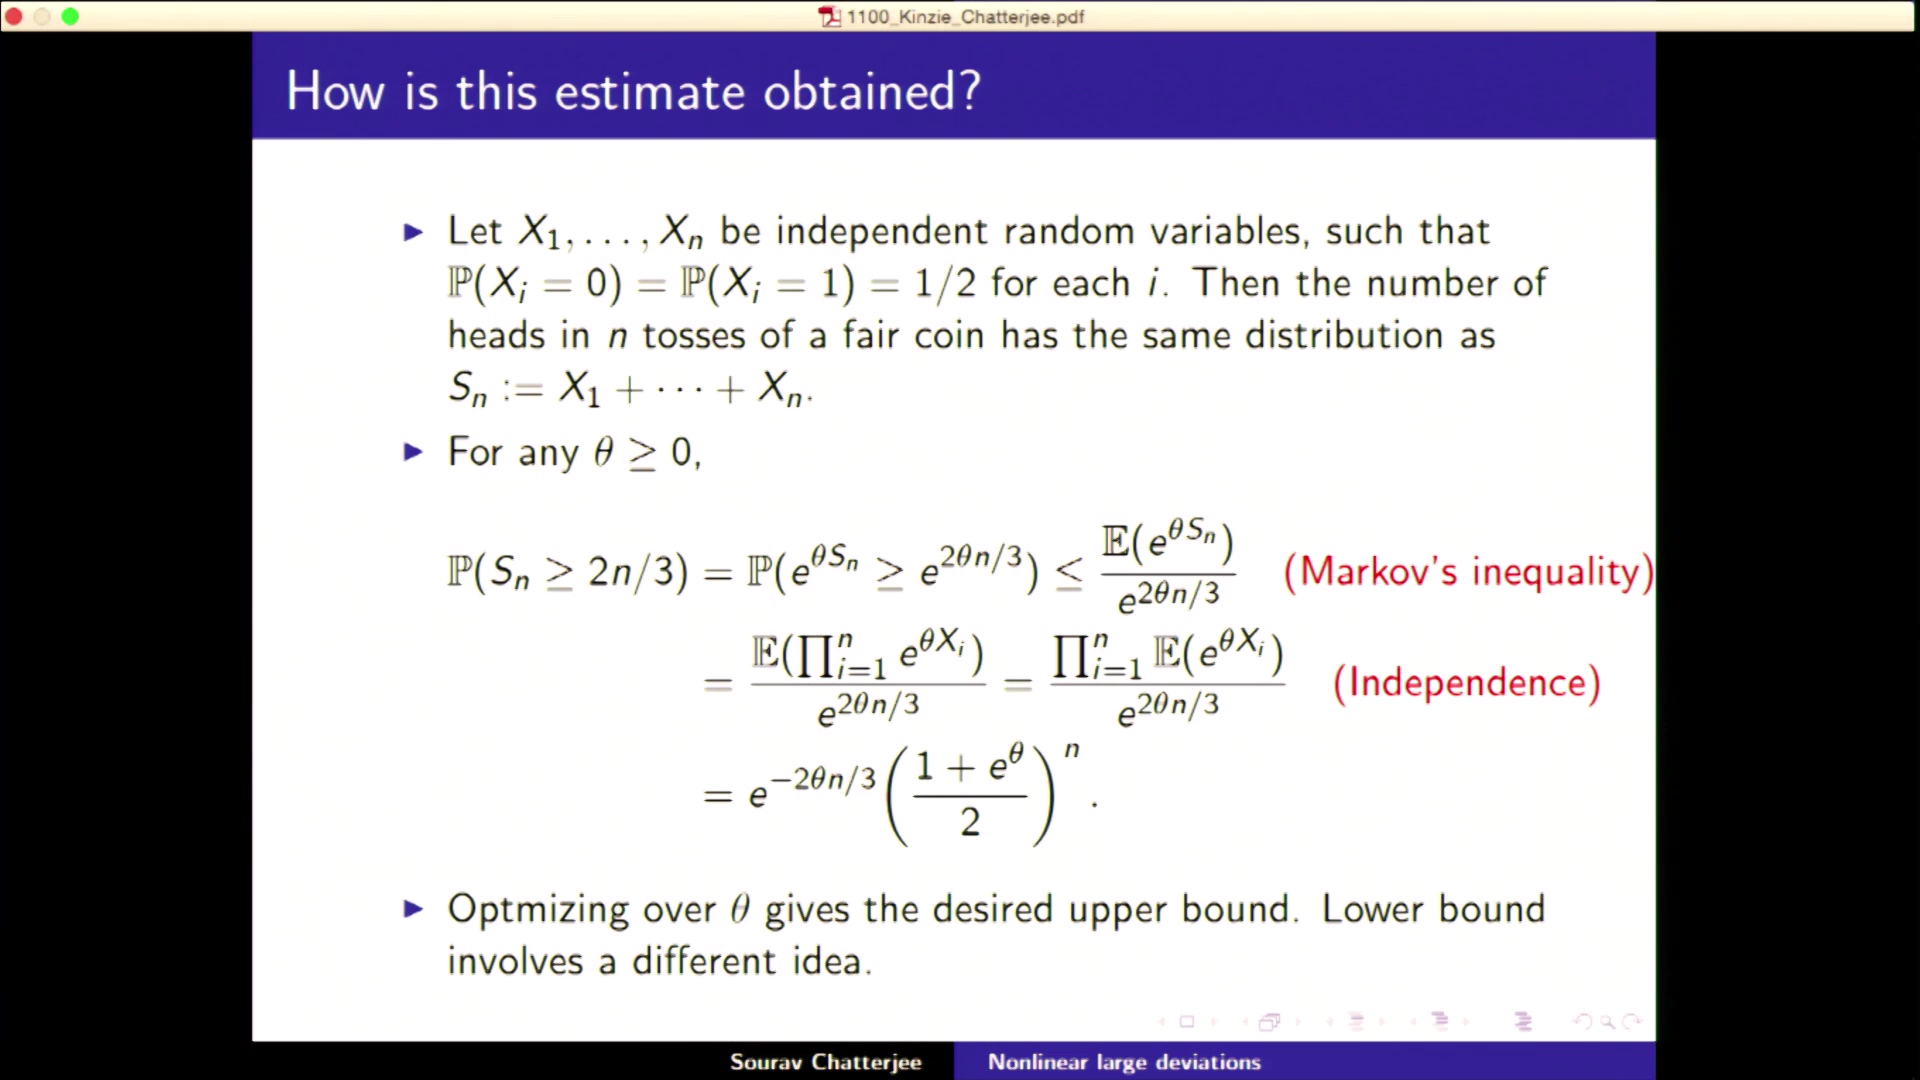 1100_Kinzie_Chatterjee.pdf
How is this estimate obtained?
Let X₁, . . . , Xₙ be independent random variables, such that
ℙ(Xᵢ = 0) = ℙ(Xᵢ = 1) = 1/2 for each i. Then the number of
heads in n tosses of a fair coin has the same distribution as
Sₙ := X₁ + · · · + Xₙ.
For any θ ≥ 0,
ℙ(Sₙ ≥ 2n/3) = ℙ(e^{θSₙ} ≥ e^{2θn/3}) ≤ 𝔼(e^{θSₙ}) / e^{2θn/3} (Markov's inequality)
= 𝔼(∏_{i=1}^{n} e^{θXᵢ}) / e^{2θn/3} = ∏_{i=1}^{n} 𝔼(e^{θXᵢ}) / e^{2θn/3} (Independence)
= e^{−2θn/3} ((1 + e^θ) / 2)^n .
Optmizing over θ gives the desired upper bound. Lower bound
involves a different idea.
Sourav Chatterjee Nonlinear large deviations